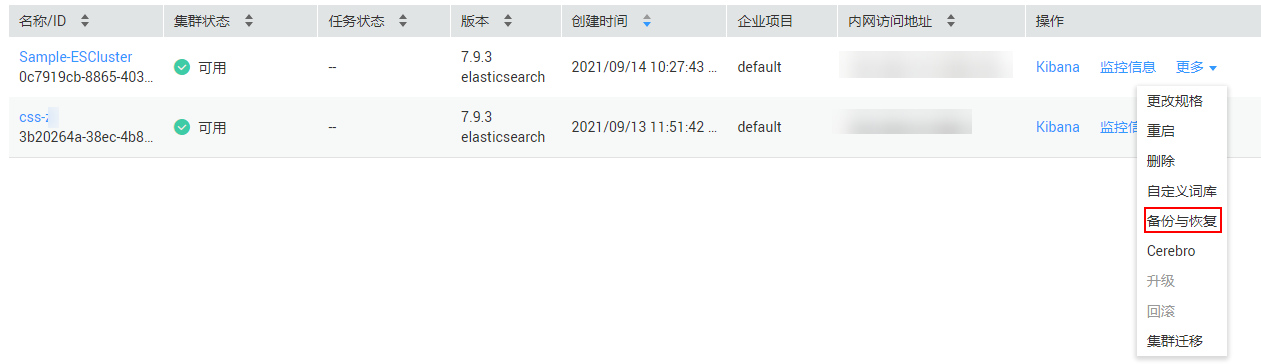 名称/ID 集群状态 任务状态 版本 创建时间 企业项目 内网访问地址 操作
Sample-ESCluster
0c7919cb-8865-403...
可用
--
7.9.3
elasticsearch
2021/09/14 10:27:43 ...
default
Kibana 监控信息 更多
css-z
3b20264a-38ec-4b8...
可用
--
7.9.3
elasticsearch
2021/09/13 11:51:42 ...
default
Kibana 监控信
更改规格
重启
删除
自定义词库
备份与恢复
Cerebro
升级
回滚
集群迁移